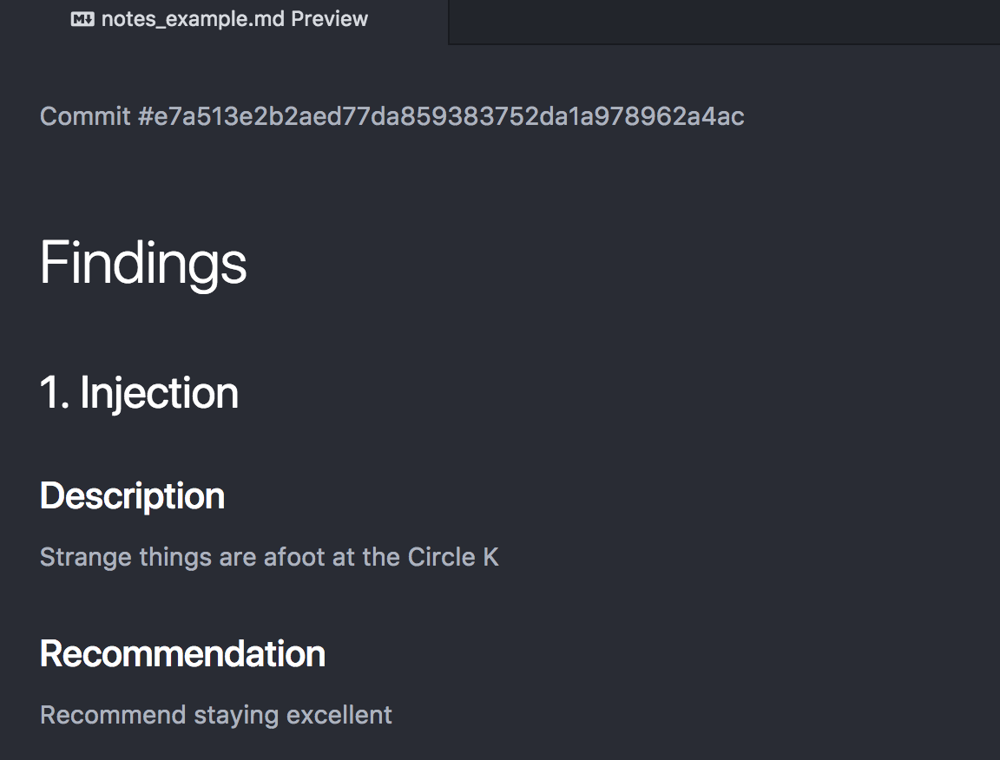 notes_example.md Preview
Commit #e7a513e2b2aed77da859383752da1a978962a4ac
Findings
1. Injection
Description
Strange things are afoot at the Circle K
Recommendation
Recommend staying excellent